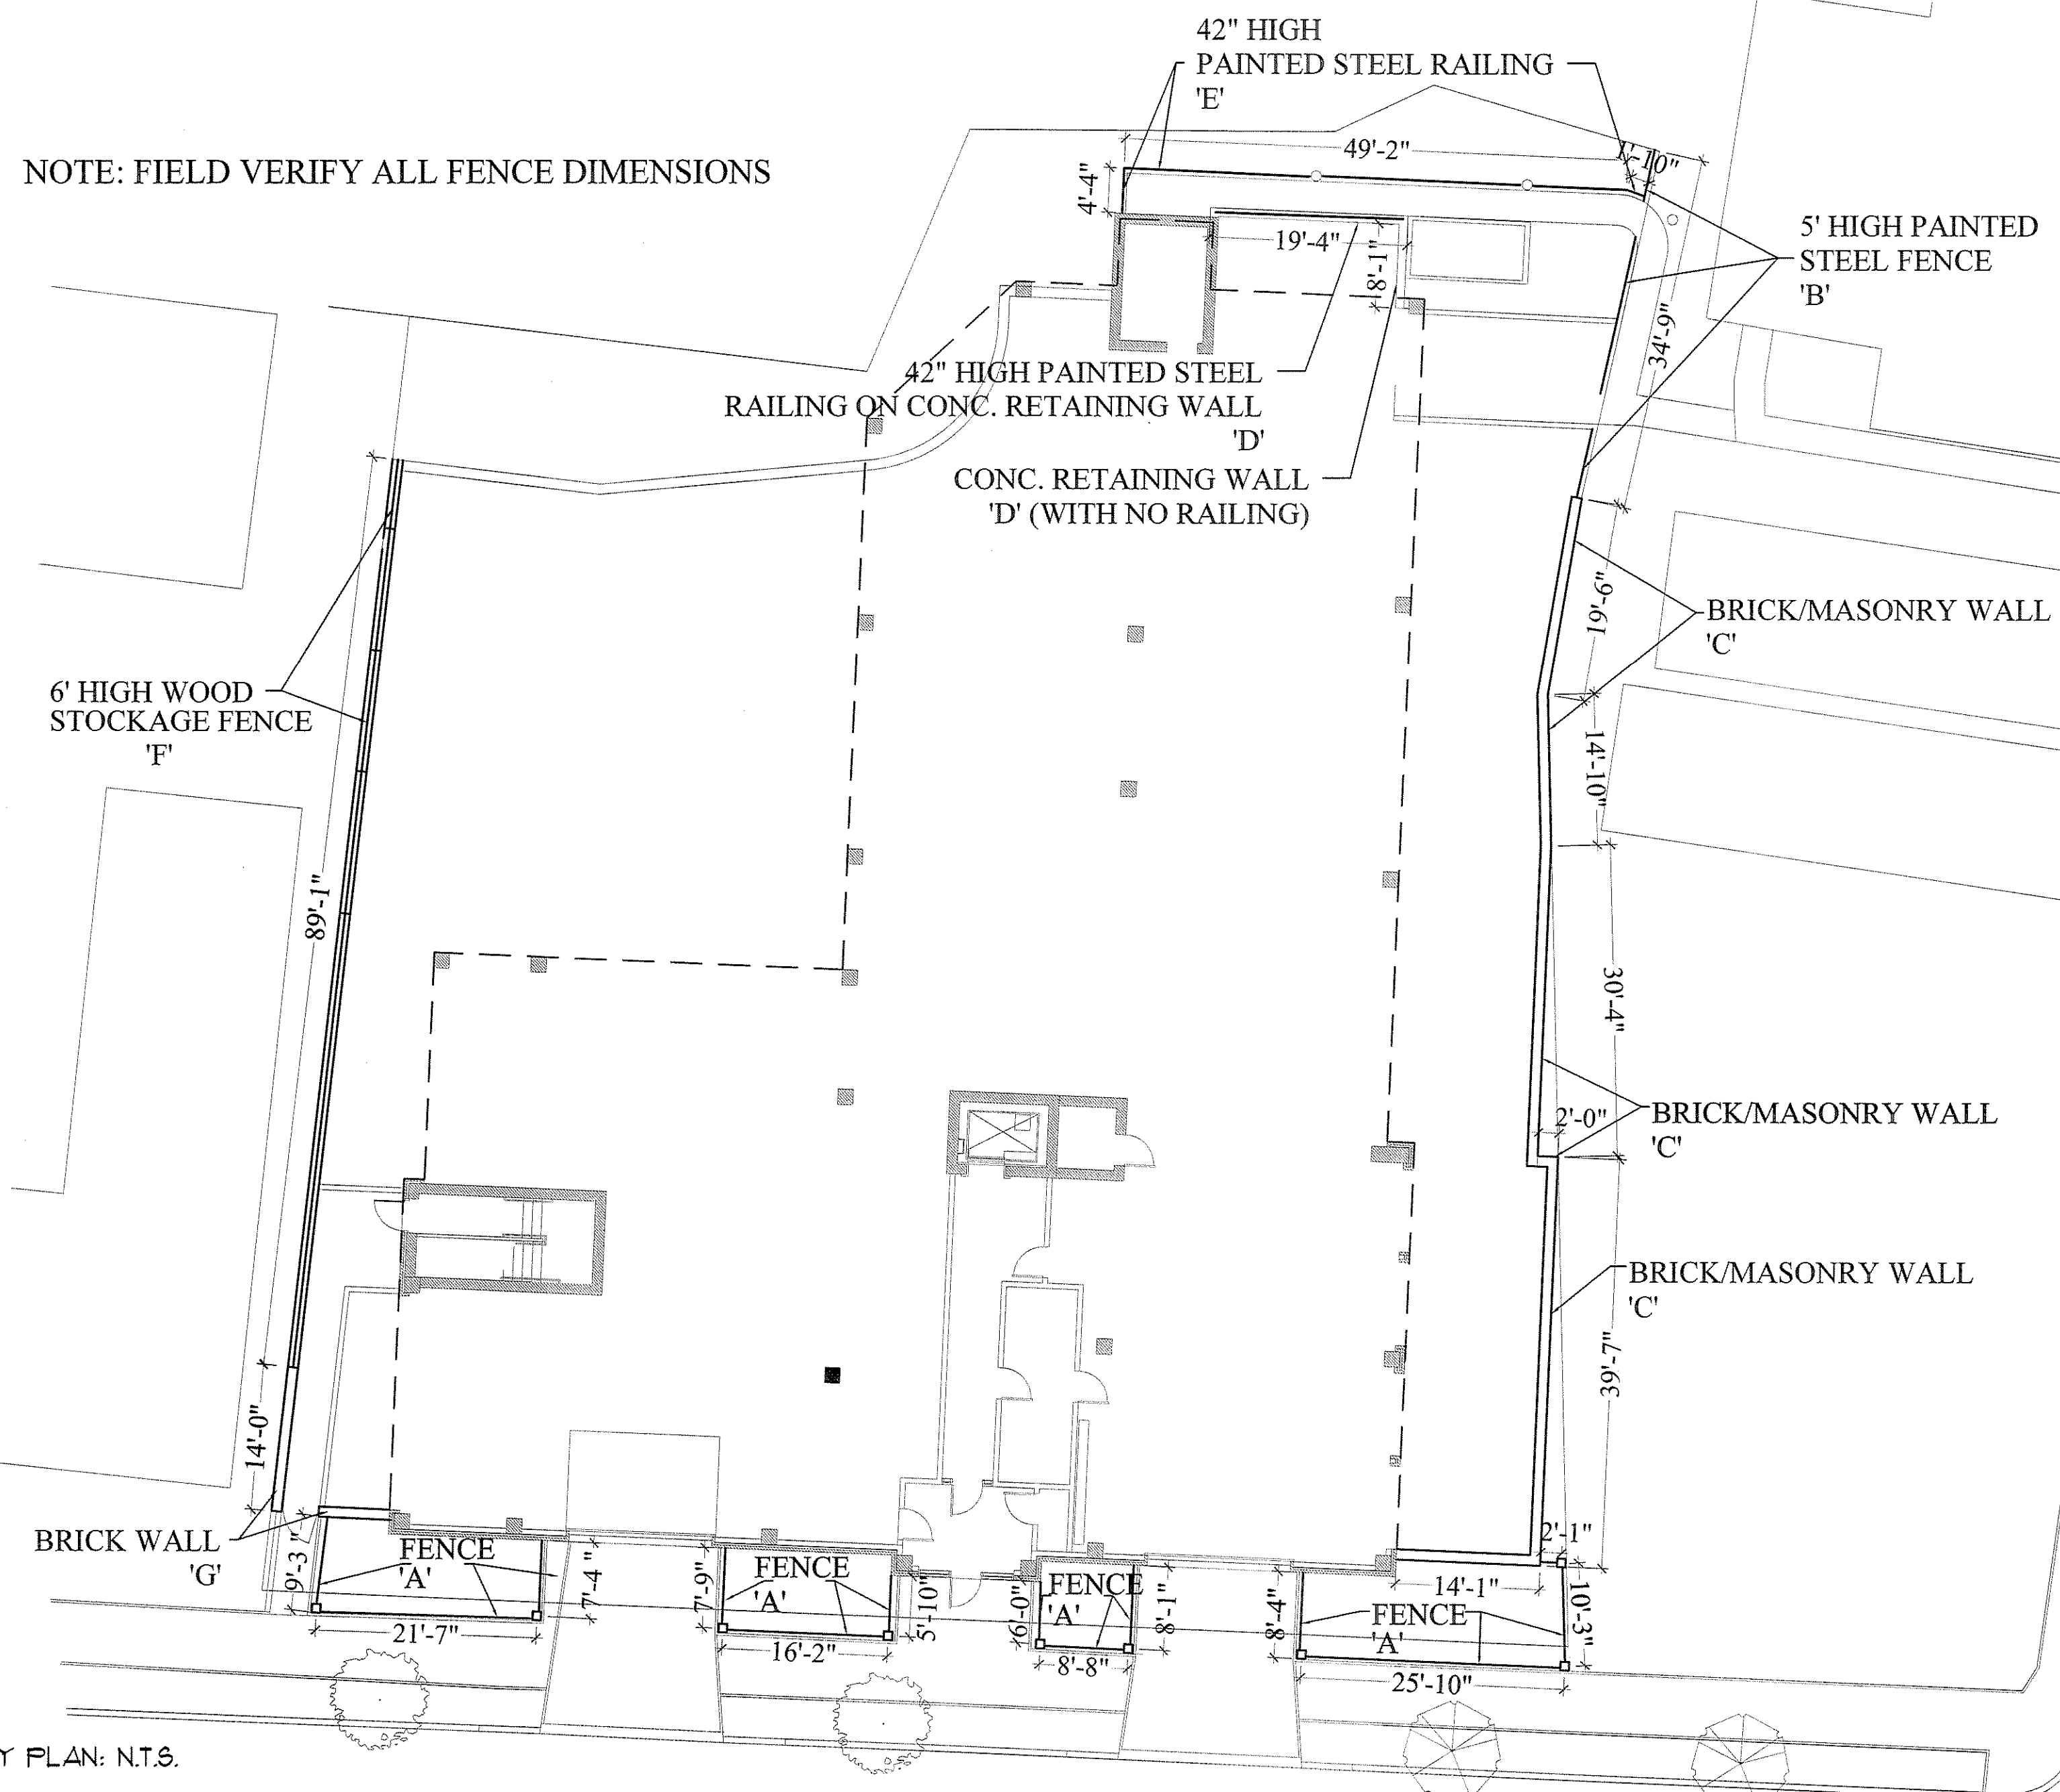 42" HIGH
PAINTED STEEL RAILING
'E'
NOTE: FIELD VERIFY ALL FENCE DIMENSIONS
49'-2"
1'-10"
4'-4"
5' HIGH PAINTED
STEEL FENCE
'B'
19'-4"
8'-1"
34'-9"
42" HIGH PAINTED STEEL
RAILING ON CONC. RETAINING WALL
'D'
CONC. RETAINING WALL
'D' (WITH NO RAILING)
19'-6"
BRICK/MASONRY WALL
'C'
6' HIGH WOOD
STOCKAGE FENCE
'F'
14'-10"
89'-1"
30'-4"
2'-0"
BRICK/MASONRY WALL
'C'
BRICK/MASONRY WALL
'C'
39'-7"
14'-0"
BRICK WALL
'G'
9'-3"
FENCE
'A'
7'-4"
21'-7"
7'-9"
FENCE
'A'
5'-10"
16'-2"
6'-0"
FENCE
'A'
8'-1"
8'-8"
8'-4"
2'-1"
14'-1"
FENCE
'A'
10'-3"
25'-10"
Y PLAN: N.T.S.